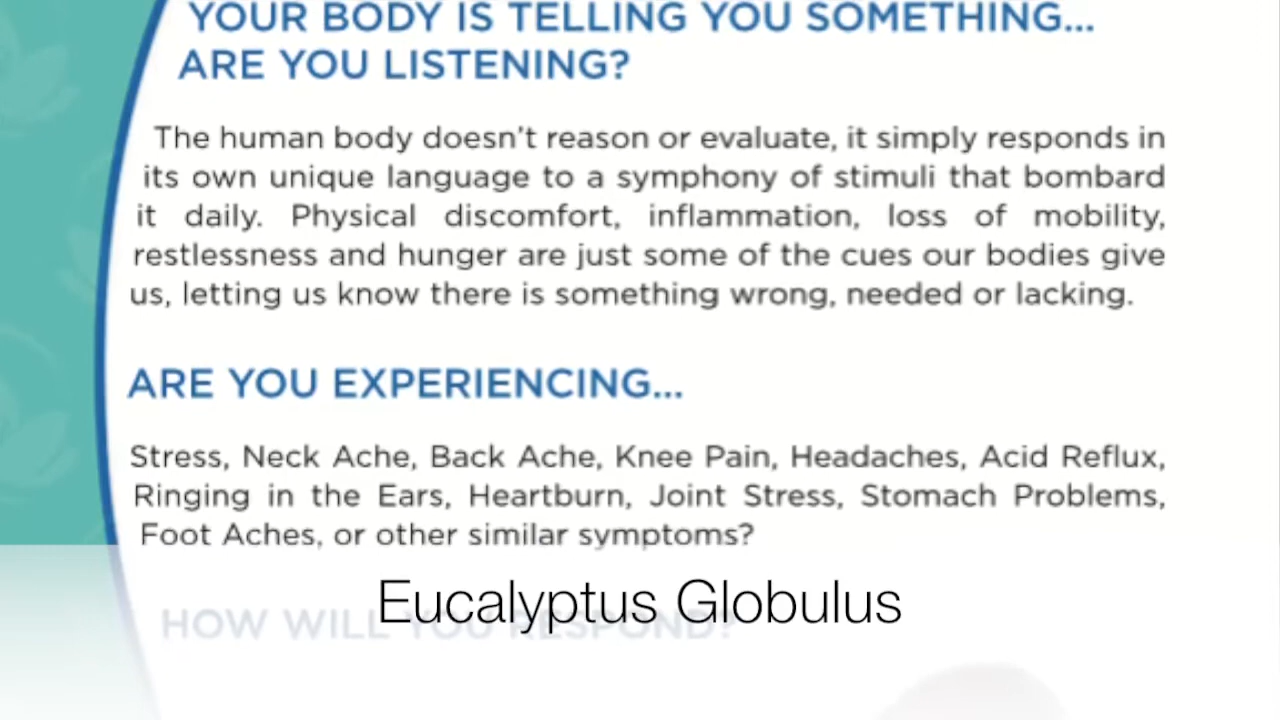 YOUR BODY IS TELLING YOU SOMETHING...
ARE YOU LISTENING?
The human body doesn't reason or evaluate, it simply responds in
its own unique language to a symphony of stimuli that bombard
it daily. Physical discomfort, inflammation, loss of mobility,
restlessness and hunger are just some of the cues our bodies give
us, letting us know there is something wrong, needed or lacking.
ARE YOU EXPERIENCING...
Stress, Neck Ache, Back Ache, Knee Pain, Headaches, Acid Reflux,
Ringing in the Ears, Heartburn, Joint Stress, Stomach Problems,
Foot Aches, or other similar symptoms?
Eucalyptus Globulus
HOW WILL YOU RESPOND?